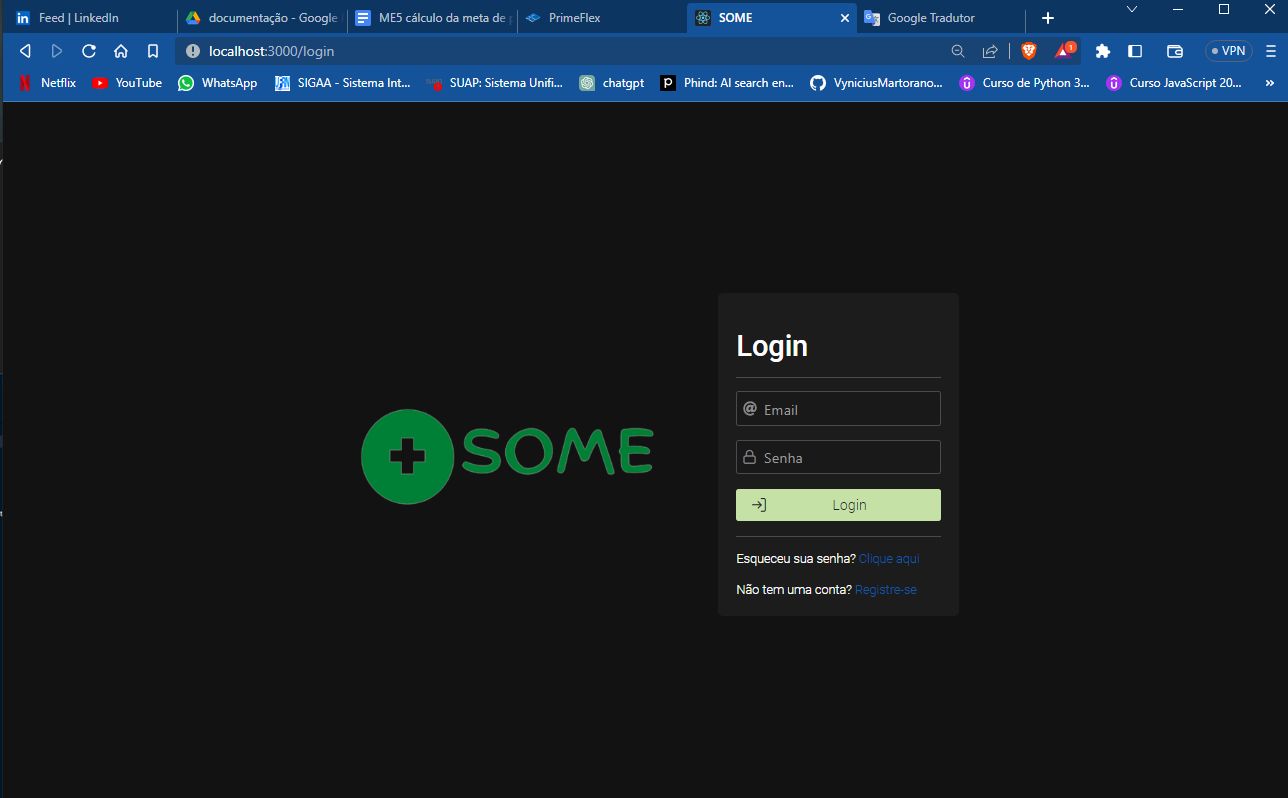 Feed | LinkedIn
documentação - Google
ME5 cálculo da meta de p
PrimeFlex
SOME
Google Tradutor
localhost:3000/login
1
VPN
Netflix
YouTube
WhatsApp
SIGAA - Sistema Int...
SUAP: Sistema Unifi...
chatgpt
Phind: AI search en...
VyniciusMartorano...
Curso de Python 3...
Curso JavaScript 20...
SOME
Login
@ Email
Senha
Login
Esqueceu sua senha? Clique aqui
Não tem uma conta? Registre-se